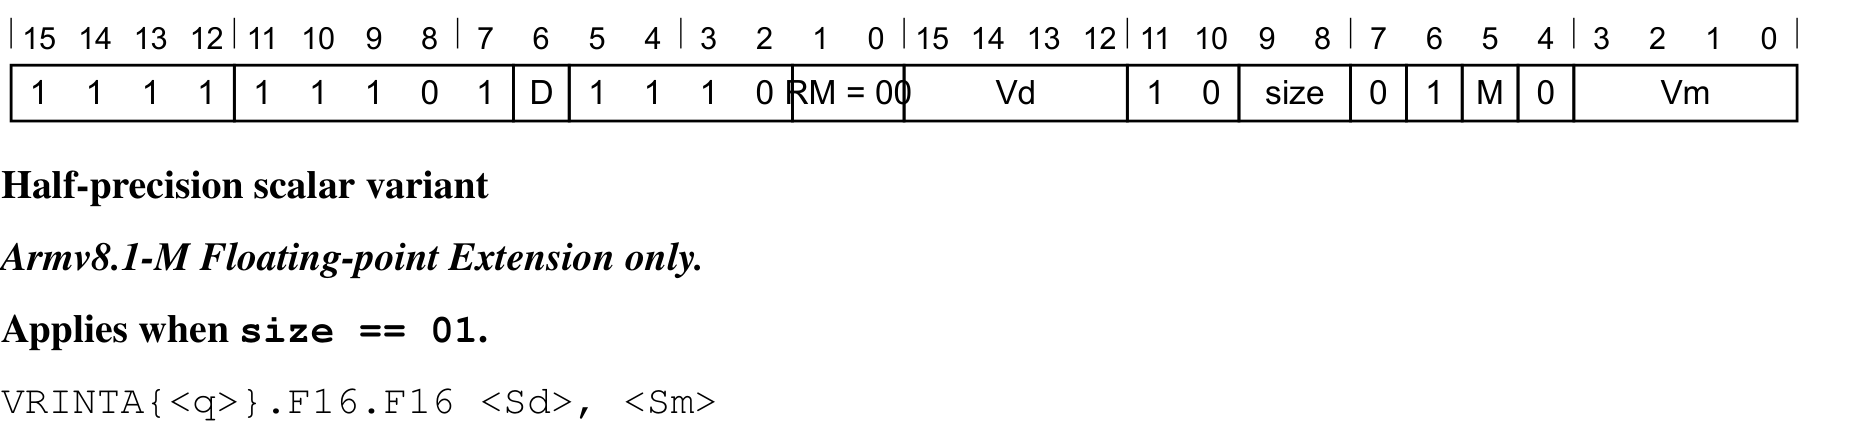 15 14 13 12 11 10 9 8 7 6 5 4 3 2 1 0 15 14 13 12 11 10 9 8 7 6 5 4 3 2 1 0
1 1 1 1 1 1 1 0 1 D 1 1 1 0 RM = 00 Vd 1 0 size 0 1 M 0 Vm
Half-precision scalar variant
Armv8.1-M Floating-point Extension only.
Applies when size == 01.
VRINTA{<q>}.F16.F16 <Sd>, <Sm>